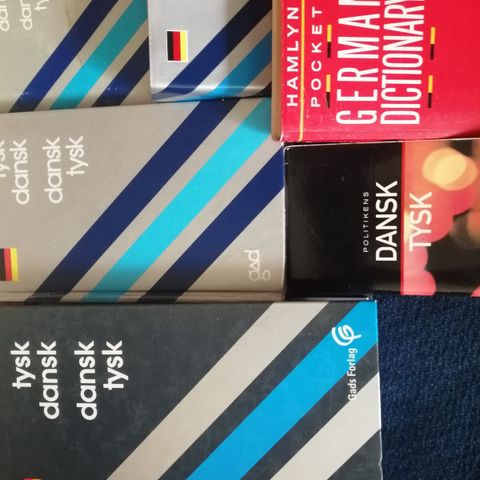 dansk
dansk
HAMLYN
POCKET
GERMAN
DICTIONARY
tysk
dansk
dansk
tysk
gad
POLITIKENS
DANSK
TYSK
tysk
dansk
dansk
tysk
Gads Forlag